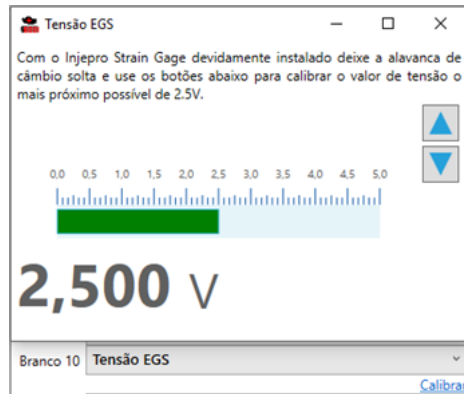 Tensão EGS
Com o Injepro Strain Gage devidamente instalado deixe a alavanca de
câmbio solta e use os botões abaixo para calibrar o valor de tensão o
mais próximo possível de 2.5V.
0,0 0,5 1,0 1,5 2,0 2,5 3,0 3,5 4,0 4,5 5,0
2,500 V
Branco 10 Tensão EGS
Calibrar